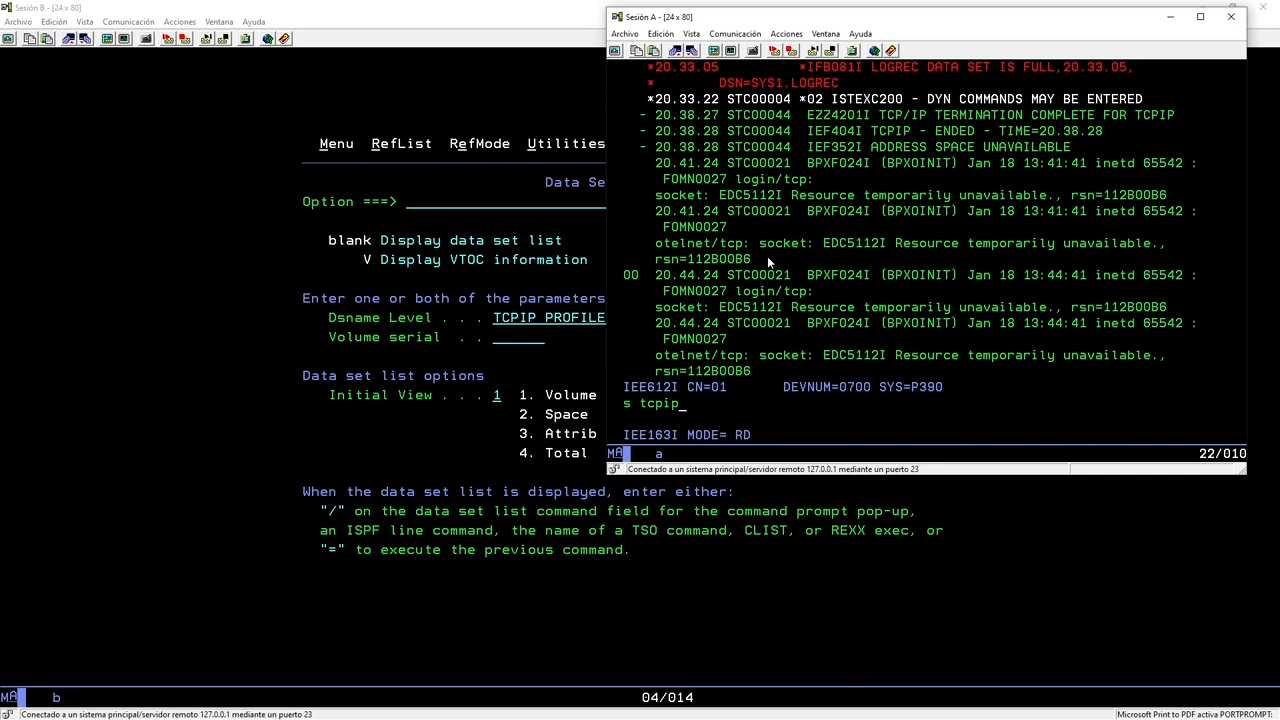 Sesión B - [24 x 80]
Archivo Edición Vista Comunicación Acciones Ventana Ayuda
Menu RefList RefMode Utilities
Data Se
Option ===>
blank Display data set list
V Display VTOC information
Enter one or both of the parameters
Dsname Level . . . TCPIP PROFILE
Volume serial . .
Data set list options
Initial View . . . 1 1. Volume
2. Space
3. Attrib
4. Total
When the data set list is displayed, enter either:
"/" on the data set list command field for the command prompt pop-up,
an ISPF line command, the name of a TSO command, CLIST, or REXX exec, or
"=" to execute the previous command.
MA b 04/014
Conectado a un sistema principal/servidor remoto 127.0.0.1 mediante un puerto 23
Microsoft Print to PDF activa PORTPROMPT:
Sesión A - [24 x 80]
Archivo Edición Vista Comunicación Acciones Ventana Ayuda
*20.33.05 *IFB081I LOGREC DATA SET IS FULL,20.33.05,
* DSN=SYS1.LOGREC
*20.33.22 STC00004 *02 ISTEXC200 - DYN COMMANDS MAY BE ENTERED
- 20.38.27 STC00044 EZZ4201I TCP/IP TERMINATION COMPLETE FOR TCPIP
- 20.38.28 STC00044 IEF404I TCPIP - ENDED - TIME=20.38.28
- 20.38.28 STC00044 IEF352I ADDRESS SPACE UNAVAILABLE
20.41.24 STC00021 BPXF024I (BPXOINIT) Jan 18 13:41:41 inetd 65542 :
FOMN0027 login/tcp:
socket: EDC5112I Resource temporarily unavailable., rsn=112B00B6
20.41.24 STC00021 BPXF024I (BPXOINIT) Jan 18 13:41:41 inetd 65542 :
FOMN0027
otelnet/tcp: socket: EDC5112I Resource temporarily unavailable.,
rsn=112B00B6
00 20.44.24 STC00021 BPXF024I (BPXOINIT) Jan 18 13:44:41 inetd 65542 :
FOMN0027 login/tcp:
socket: EDC5112I Resource temporarily unavailable., rsn=112B00B6
20.44.24 STC00021 BPXF024I (BPXOINIT) Jan 18 13:44:41 inetd 65542 :
FOMN0027
otelnet/tcp: socket: EDC5112I Resource temporarily unavailable.,
rsn=112B00B6
IEE612I CN=01 DEVNUM=0700 SYS=P390
s tcpip_
IEE163I MODE= RD
MA a 22/010
Conectado a un sistema principal/servidor remoto 127.0.0.1 mediante un puerto 23